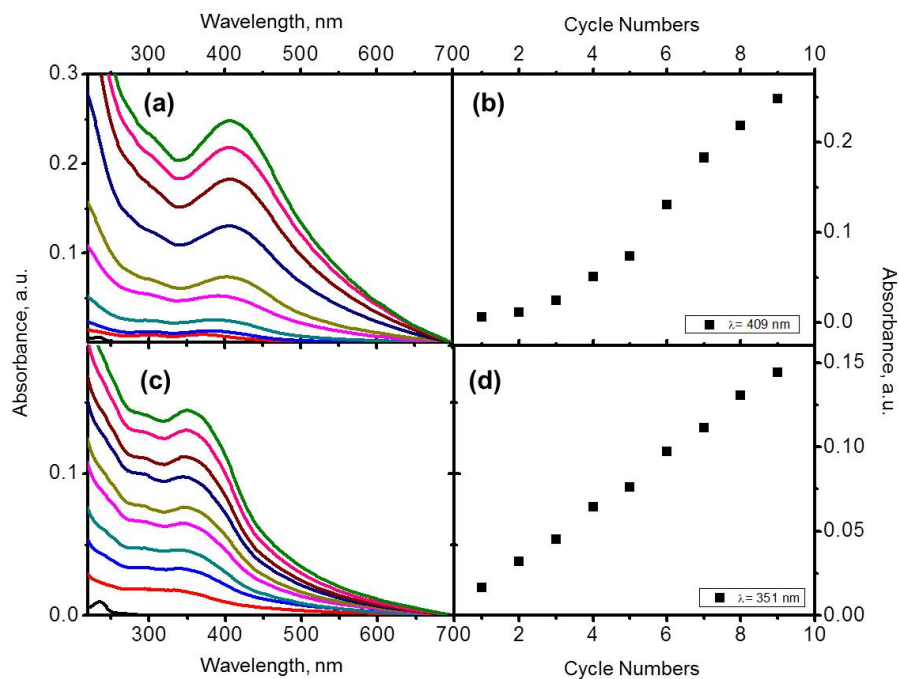 Wavelength, nm
Cycle Numbers
300 400 500 600 700
2 4 6 8 10
0.3
0.2
0.1
(a)
(b)
0.2
0.1
0.0
λ= 409 nm
Absorbance, a.u.
Absorbance, a.u.
(c)
(d)
0.1
0.0
0.15
0.10
0.05
0.00
λ= 351 nm
300 400 500 600 700
2 4 6 8 10
Wavelength, nm
Cycle Numbers